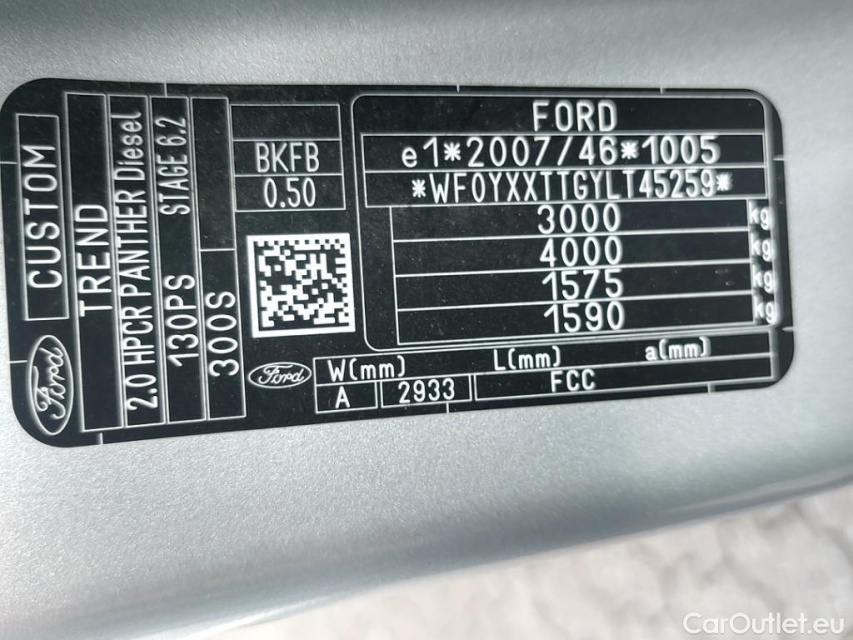 Ford
CUSTOM
TREND
2.0 HPCR PANTHER Diesel
130PS STAGE 6.2
300S
BKFB
0.50
FORD
e1*2007/46*1005
*WF0YXXTTGYLT45259*
3000 kg
4000 kg
1575 kg
1590 kg
Ford
W(mm) L(mm) a(mm)
A 2933 FCC
CarOutlet.eu